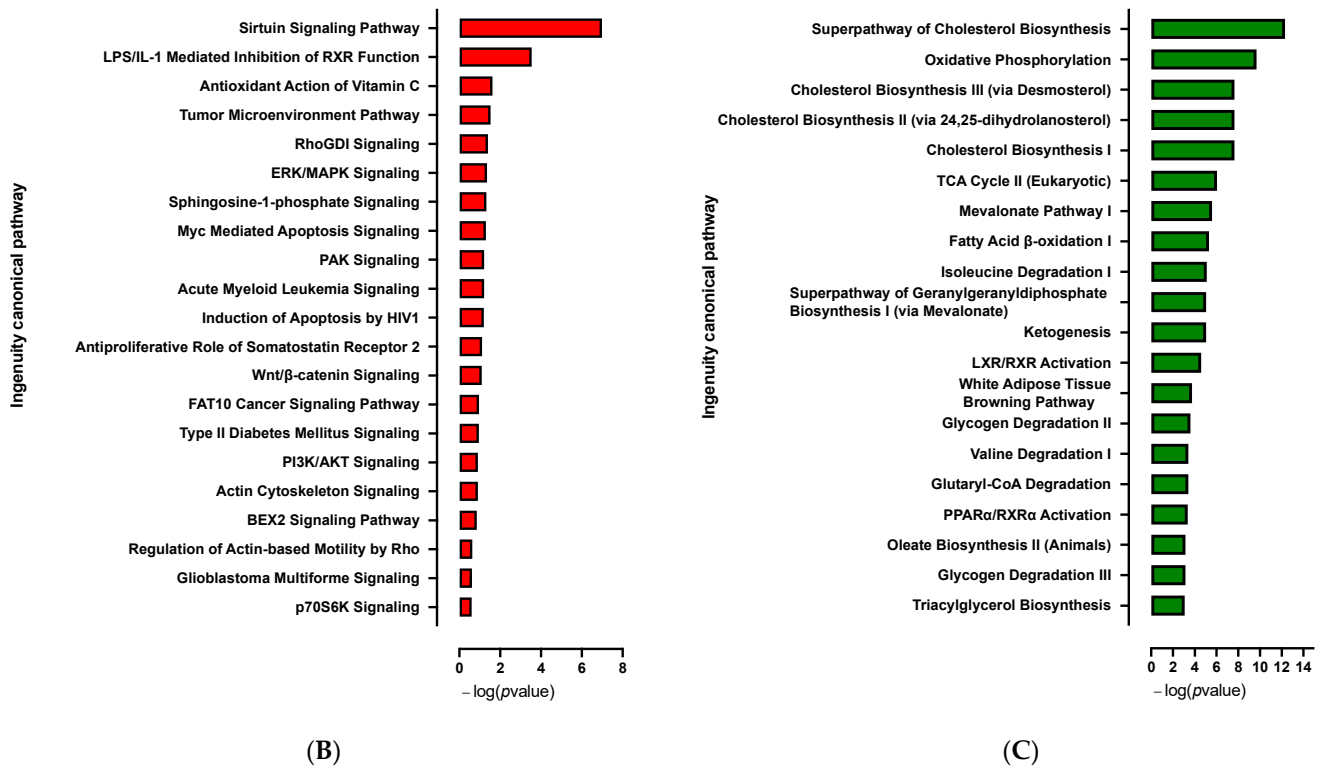 Ingenuity canonical pathway
Sirtuin Signaling Pathway
LPS/IL-1 Mediated Inhibition of RXR Function
Antioxidant Action of Vitamin C
Tumor Microenvironment Pathway
RhoGDI Signaling
ERK/MAPK Signaling
Sphingosine-1-phosphate Signaling
Myc Mediated Apoptosis Signaling
PAK Signaling
Acute Myeloid Leukemia Signaling
Induction of Apoptosis by HIV1
Antiproliferative Role of Somatostatin Receptor 2
Wnt/β-catenin Signaling
FAT10 Cancer Signaling Pathway
Type II Diabetes Mellitus Signaling
PI3K/AKT Signaling
Actin Cytoskeleton Signaling
BEX2 Signaling Pathway
Regulation of Actin-based Motility by Rho
Glioblastoma Multiforme Signaling
p70S6K Signaling
0 2 4 6 8
−log(pvalue)
(B)
Ingenuity canonical pathway
Superpathway of Cholesterol Biosynthesis
Oxidative Phosphorylation
Cholesterol Biosynthesis III (via Desmosterol)
Cholesterol Biosynthesis II (via 24,25-dihydrolanosterol)
Cholesterol Biosynthesis I
TCA Cycle II (Eukaryotic)
Mevalonate Pathway I
Fatty Acid β-oxidation I
Isoleucine Degradation I
Superpathway of Geranylgeranyldiphosphate
Biosynthesis I (via Mevalonate)
Ketogenesis
LXR/RXR Activation
White Adipose Tissue
Browning Pathway
Glycogen Degradation II
Valine Degradation I
Glutaryl-CoA Degradation
PPARα/RXRα Activation
Oleate Biosynthesis II (Animals)
Glycogen Degradation III
Triacylglycerol Biosynthesis
0 2 4 6 8 10 12 14
−log(pvalue)
(C)